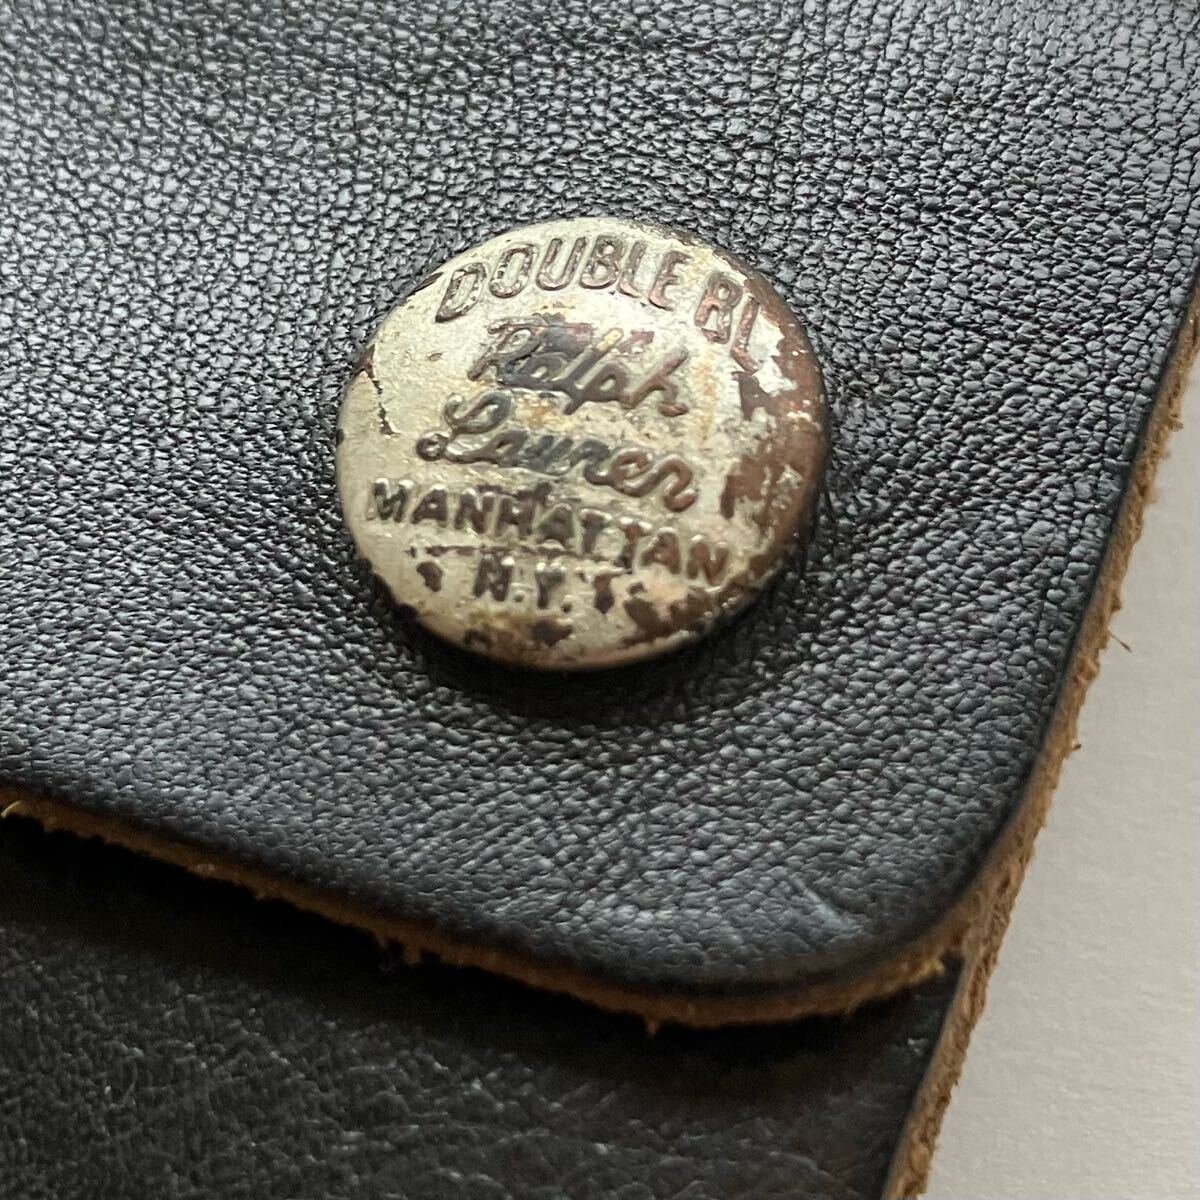 DOUBLE RL
Ralph
Lauren
MANHATTAN
N.Y.